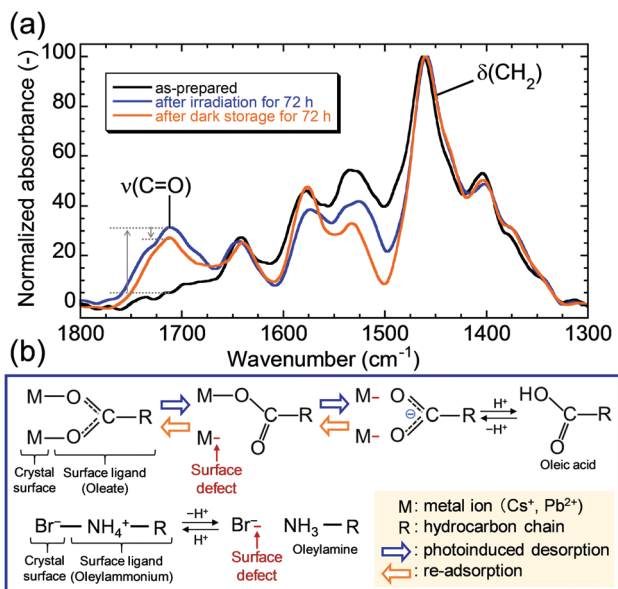 (a)
Normalized absorbance (-)
100
80
60
40
20
0
as-prepared
after irradiation for 72 h
after dark storage for 72 h
δ(CH₂)
ν(C=O)
1800 1700 1600 1500 1400 1300
Wavenumber (cm⁻¹)
(b)
M O C R
M O
M O C R
O
M⁻
M⁻ O C R
M⁻ O
⊖
H⁺
−H⁺
HO C R
O
Crystal surface
Surface ligand (Oleate)
Surface defect
Oleic acid
Br⁻ NH₄⁺ R
−H⁺
H⁺
Br⁻ NH₃ R
Crystal surface
Surface ligand (Oleylammonium)
Surface defect
Oleylamine
M: metal ion (Cs⁺, Pb²⁺)
R: hydrocarbon chain
: photoinduced desorption
: re-adsorption